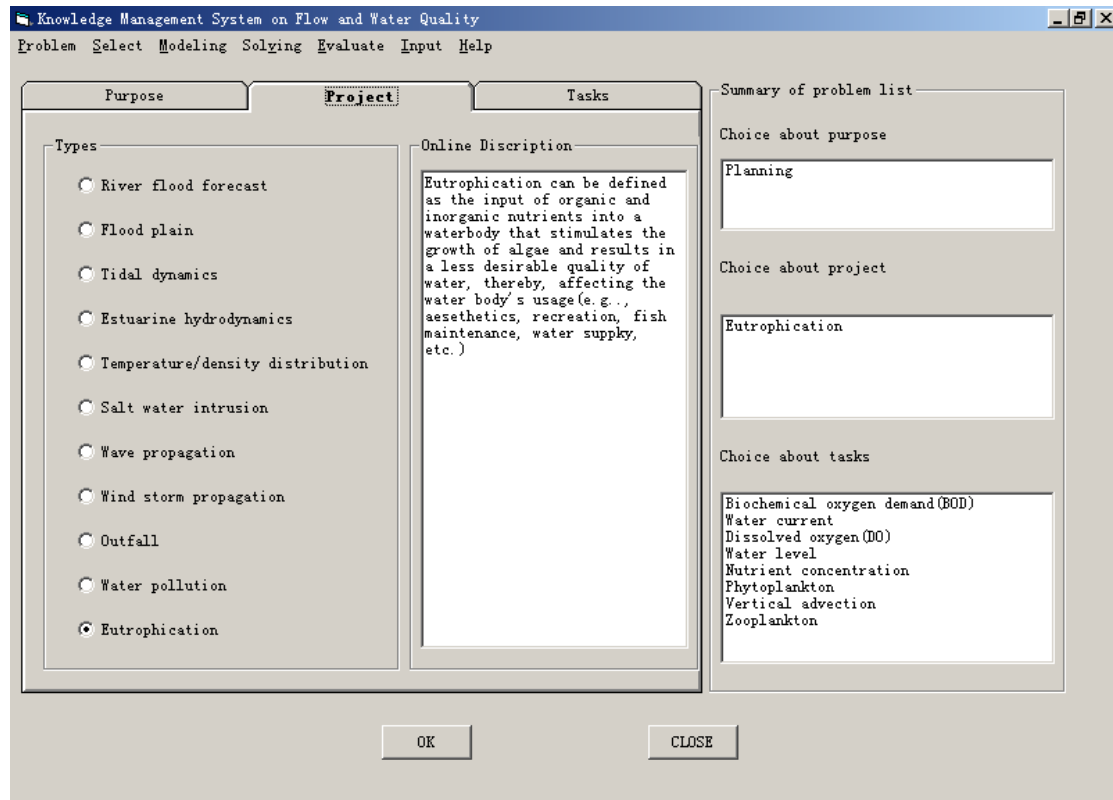 Knowledge Management System on Flow and Water Quality
Problem Select Modeling Solving Evaluate Input Help
Purpose
Project
Tasks
Types
River flood forecast
Flood plain
Tidal dynamics
Estuarine hydrodynamics
Temperature/density distribution
Salt water intrusion
Wave propagation
Wind storm propagation
Outfall
Water pollution
Eutrophication
Online Discription
Eutrophication can be defined
as the input of organic and
inorganic nutrients into a
waterbody that stimulates the
growth of algae and results in
a less desirable quality of
water, thereby, affecting the
water body's usage(e.g..,
aesethetics, recreation, fish
maintenance, water suppky,
etc.)
Summary of problem list
Choice about purpose
Planning
Choice about project
Eutrophication
Choice about tasks
Biochemical oxygen demand(BOD)
Water current
Dissolved oxygen(DO)
Water level
Nutrient concentration
Phytoplankton
Vertical advection
Zooplankton
OK
CLOSE